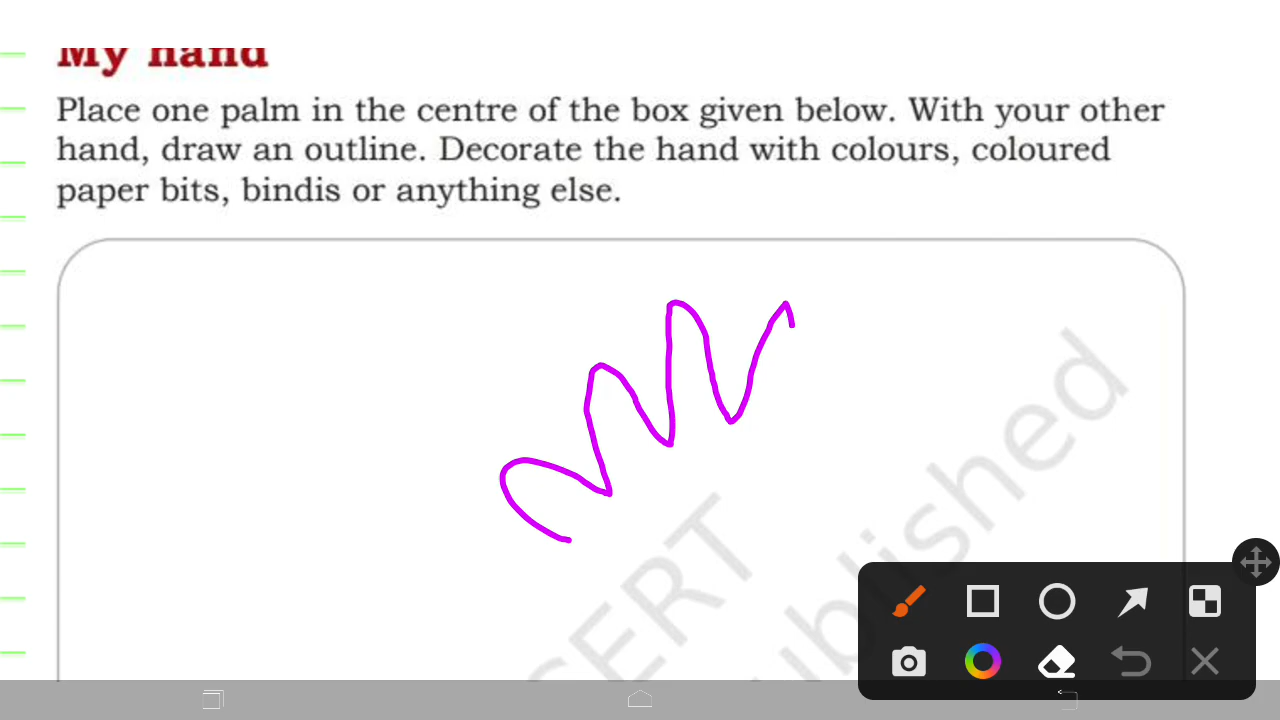 My hand
Place one palm in the centre of the box given below. With your other
hand, draw an outline. Decorate the hand with colours, coloured
paper bits, bindis or anything else.